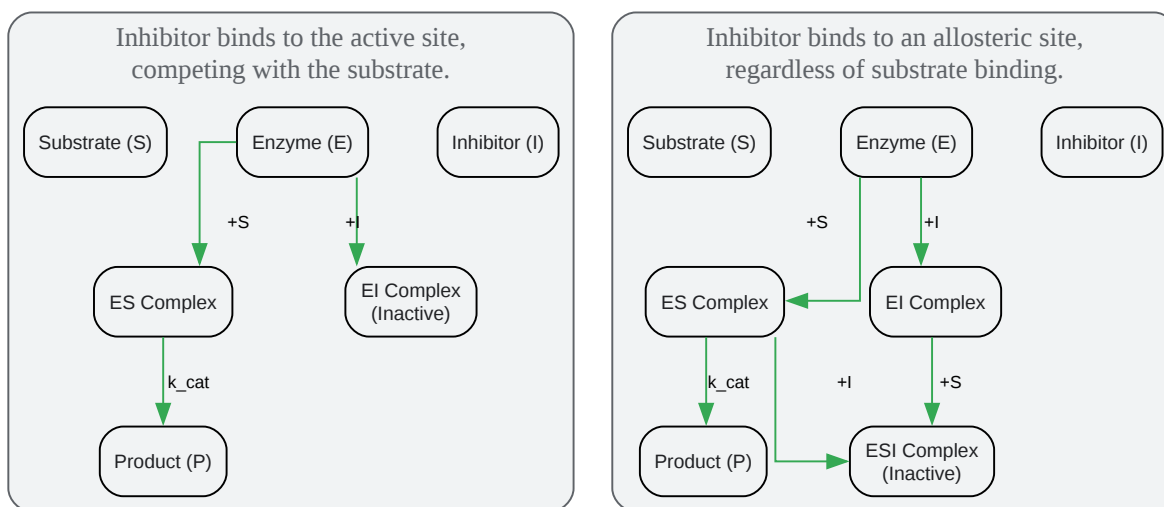 Inhibitor binds to the active site,
competing with the substrate.
Substrate (S)
Enzyme (E)
Inhibitor (I)
+S
+I
ES Complex
EI Complex
(Inactive)
k_cat
Product (P)
Inhibitor binds to an allosteric site,
regardless of substrate binding.
Substrate (S)
Enzyme (E)
Inhibitor (I)
+S
+I
ES Complex
EI Complex
k_cat
+I
+S
Product (P)
ESI Complex
(Inactive)